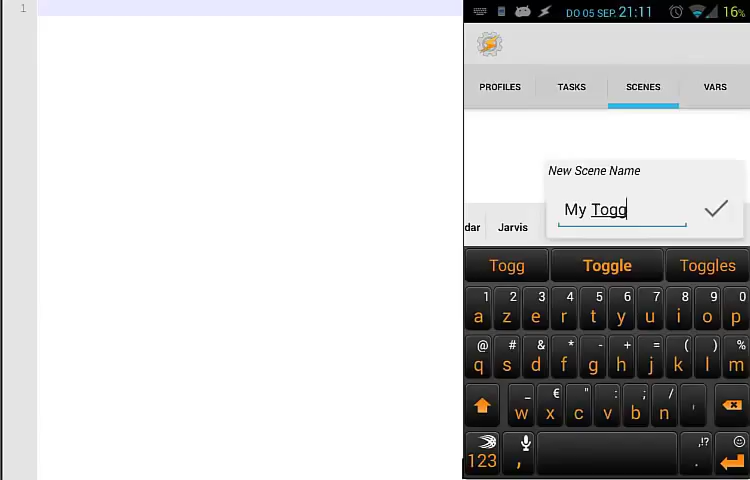 1
DO 05 SEP. 21:11 16%
PROFILES TASKS SCENES VARS
New Scene Name
My Togg
dar Jarvis
Togg Toggle Toggles
1 2 3 4 5 6 7 8 9 0
a z e r t y u i o p
@ # & * - + = ( ) %
q s d f g h j k l m
_ € " : ; /
w x c v b n '
,!?
123 , .